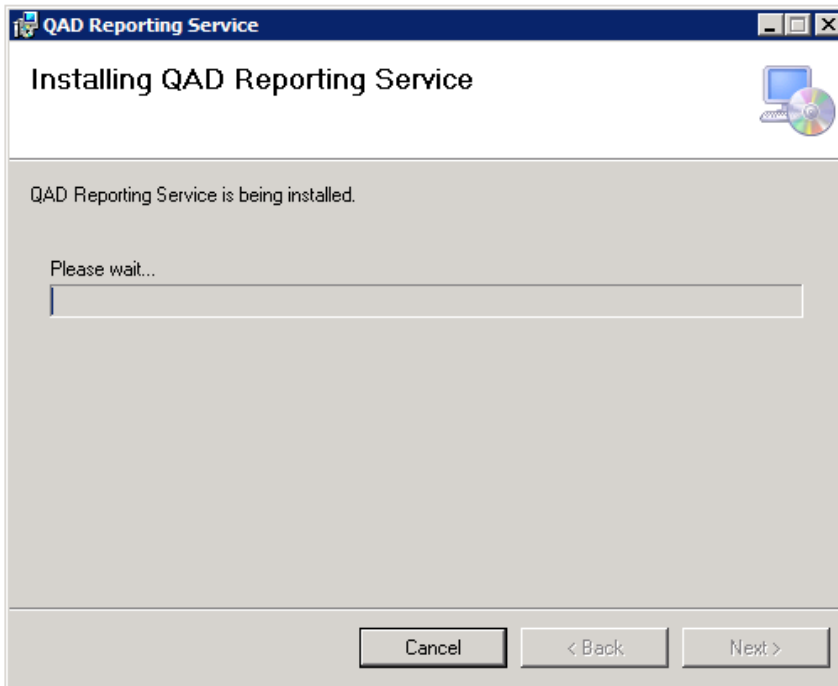 QAD Reporting Service
Installing QAD Reporting Service
QAD Reporting Service is being installed.
Please wait...
Cancel
< Back
Next >